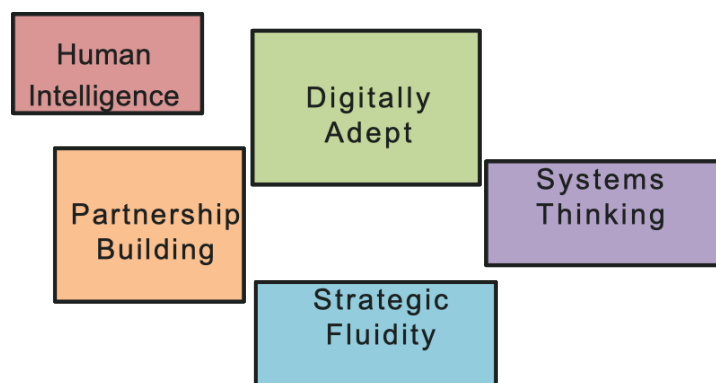 Human
Intelligence
Digitally
Adept
Partnership
Building
Systems
Thinking
Strategic
Fluidity